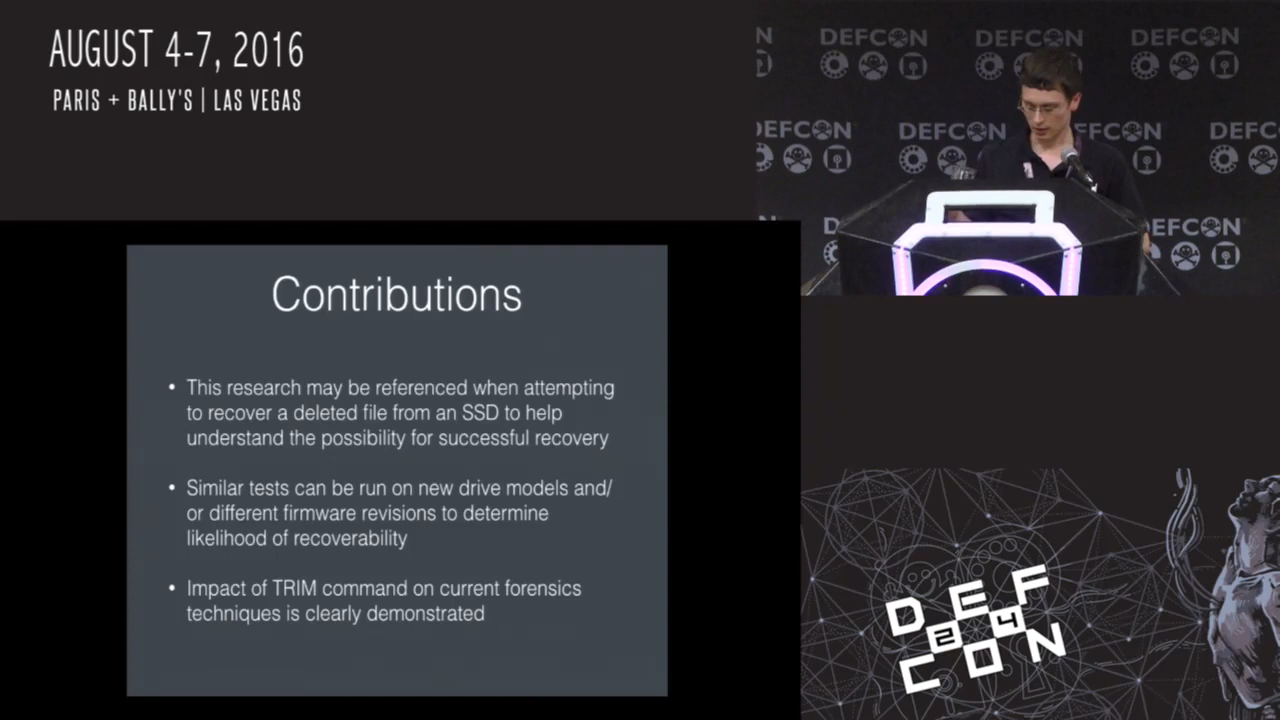 AUGUST 4-7, 2016
PARIS + BALLY'S | LAS VEGAS
DEFCON DEFCON DEFCON
DEFCON DEFCON EFCON DEFC
EFCON
Contributions
• This research may be referenced when attempting
to recover a deleted file from an SSD to help
understand the possibility for successful recovery
• Similar tests can be run on new drive models and/
or different firmware revisions to determine
likelihood of recoverability
• Impact of TRIM command on current forensics
techniques is clearly demonstrated
DEF
24
CON